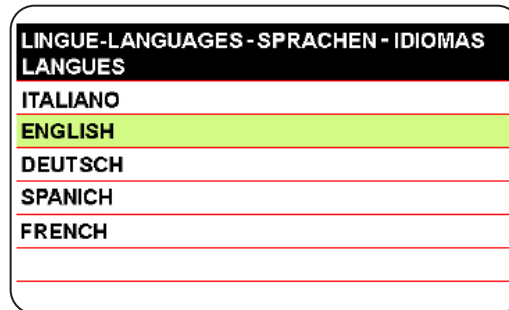 LINGUE-LANGUAGES-SPRACHEN-IDIOMAS
LANGUES
ITALIANO
ENGLISH
DEUTSCH
SPANICH
FRENCH